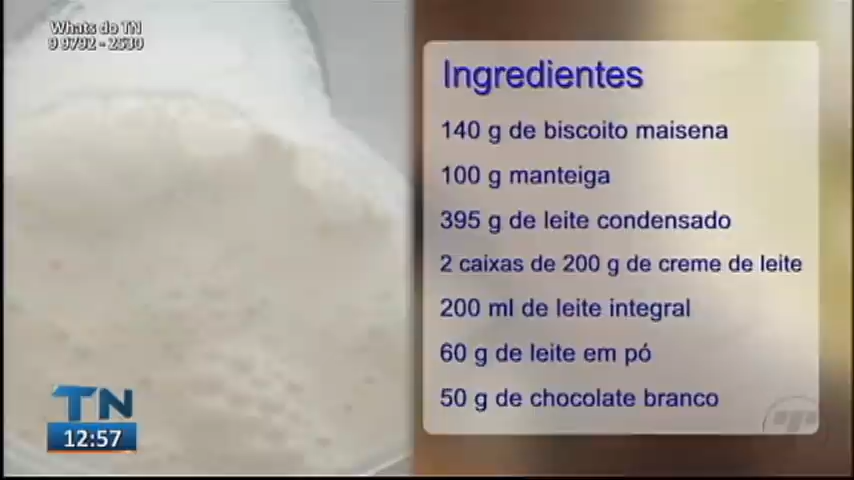 Whats do TN
9 9792 - 2530
Ingredientes
140 g de biscoito maisena
100 g manteiga
395 g de leite condensado
2 caixas de 200 g de creme de leite
200 ml de leite integral
60 g de leite em pó
50 g de chocolate branco
TN
12:57